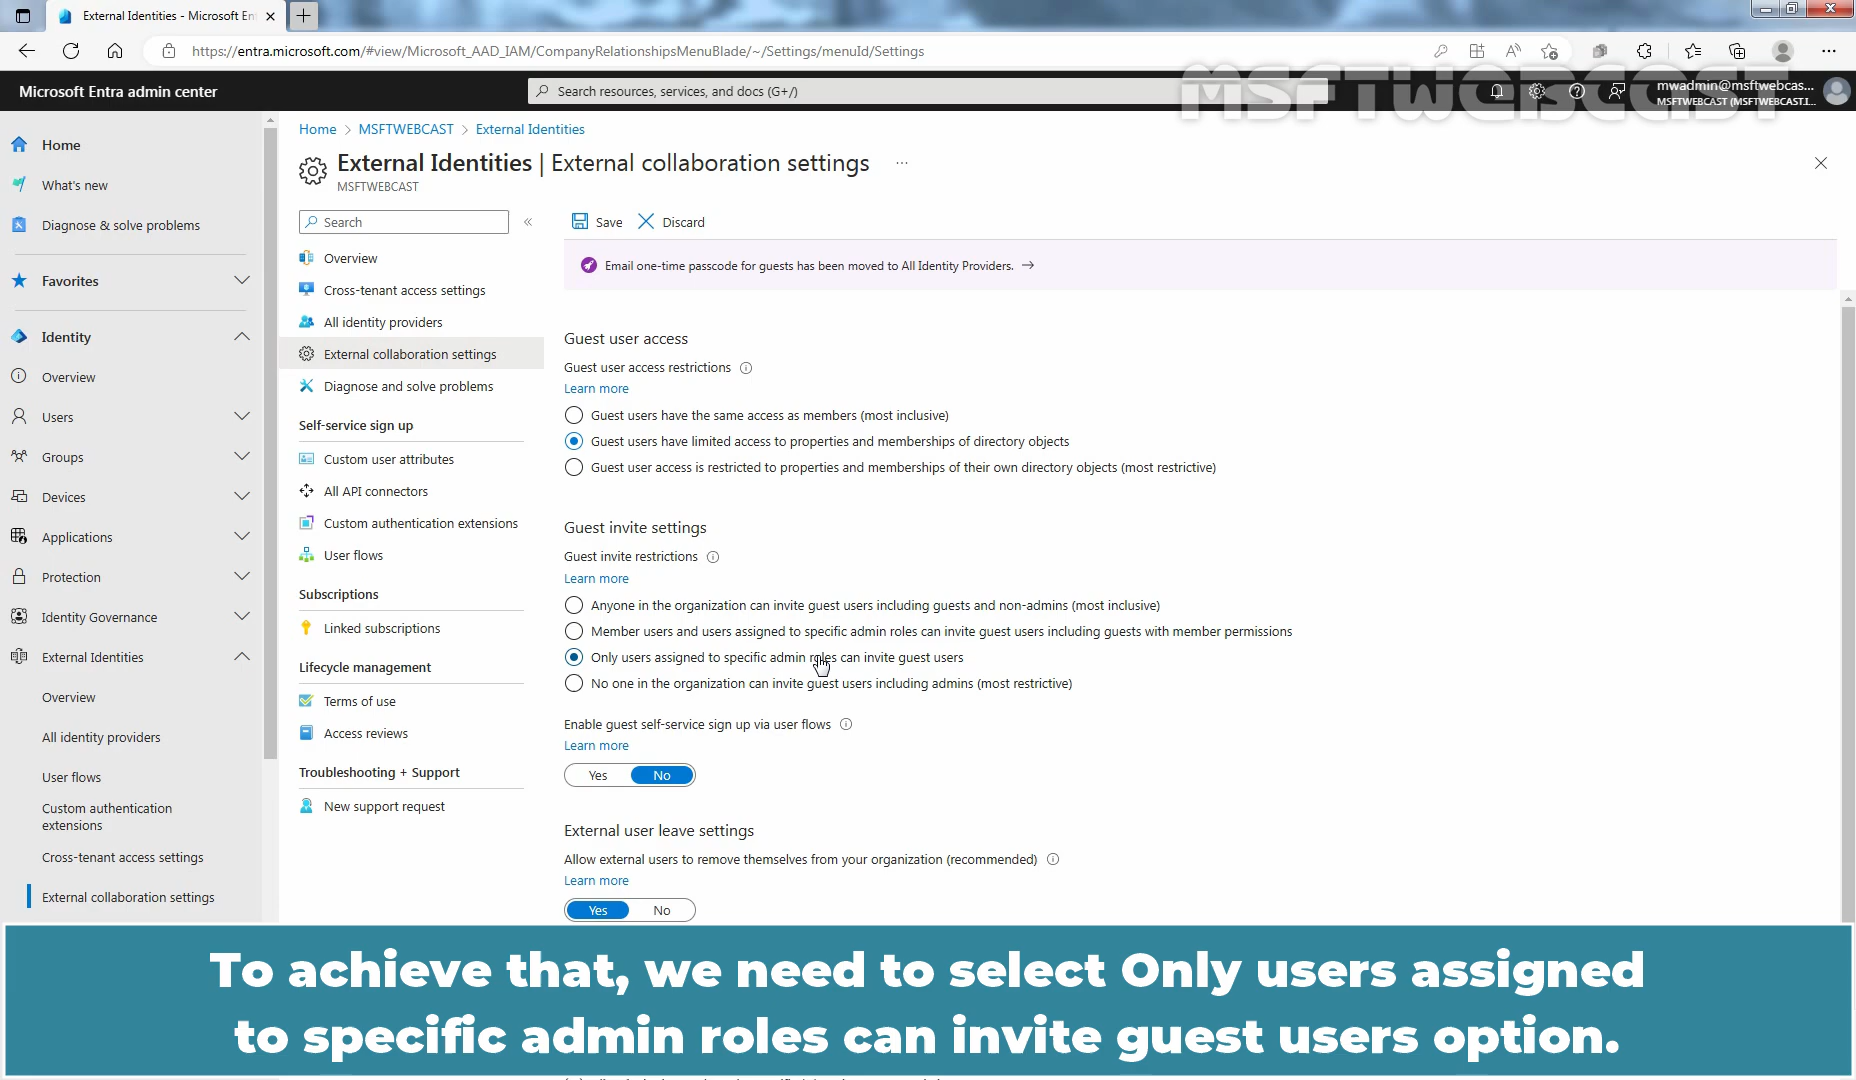 External Identities - Microsoft En
https://entra.microsoft.com/#view/Microsoft_AAD_IAM/CompanyRelationshipsMenuBlade/~/Settings/menuId/Settings
Microsoft Entra admin center
Search resources, services, and docs (G+/)
MSFTWEBCAST
mwadmin@msftwebcas...
MSFTWEBCAST (MSFTWEBCAST.I...
Home
What's new
Diagnose & solve problems
Favorites
Identity
Overview
Users
Groups
Devices
Applications
Protection
Identity Governance
External Identities
Overview
All identity providers
User flows
Custom authentication
extensions
Cross-tenant access settings
External collaboration settings
Home > MSFTWEBCAST > External Identities
External Identities | External collaboration settings ...
MSFTWEBCAST
Search «
Overview
Cross-tenant access settings
All identity providers
External collaboration settings
Diagnose and solve problems
Self-service sign up
Custom user attributes
All API connectors
Custom authentication extensions
User flows
Subscriptions
Linked subscriptions
Lifecycle management
Terms of use
Access reviews
Troubleshooting + Support
New support request
Save Discard
Email one-time passcode for guests has been moved to All Identity Providers. →
Guest user access
Guest user access restrictions
Learn more
Guest users have the same access as members (most inclusive)
Guest users have limited access to properties and memberships of directory objects
Guest user access is restricted to properties and memberships of their own directory objects (most restrictive)
Guest invite settings
Guest invite restrictions
Learn more
Anyone in the organization can invite guest users including guests and non-admins (most inclusive)
Member users and users assigned to specific admin roles can invite guest users including guests with member permissions
Only users assigned to specific admin roles can invite guest users
No one in the organization can invite guest users including admins (most restrictive)
Enable guest self-service sign up via user flows
Learn more
Yes No
External user leave settings
Allow external users to remove themselves from your organization (recommended)
Learn more
Yes No
To achieve that, we need to select Only users assigned
to specific admin roles can invite guest users option.